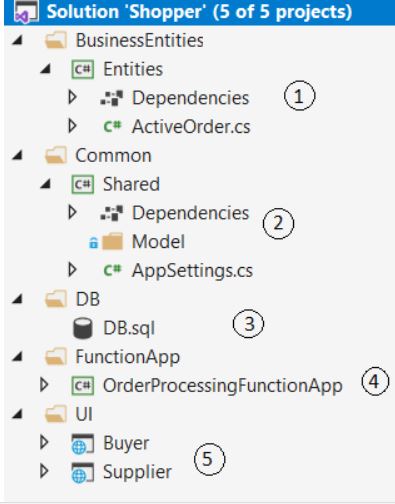 Solution 'Shopper' (5 of 5 projects)
BusinessEntities
C# Entities
Dependencies 1
C# ActiveOrder.cs
Common
C# Shared
Dependencies
2
Model
C# AppSettings.cs
DB
DB.sql 3
FunctionApp
C# OrderProcessingFunctionApp 4
UI
Buyer
5
Supplier